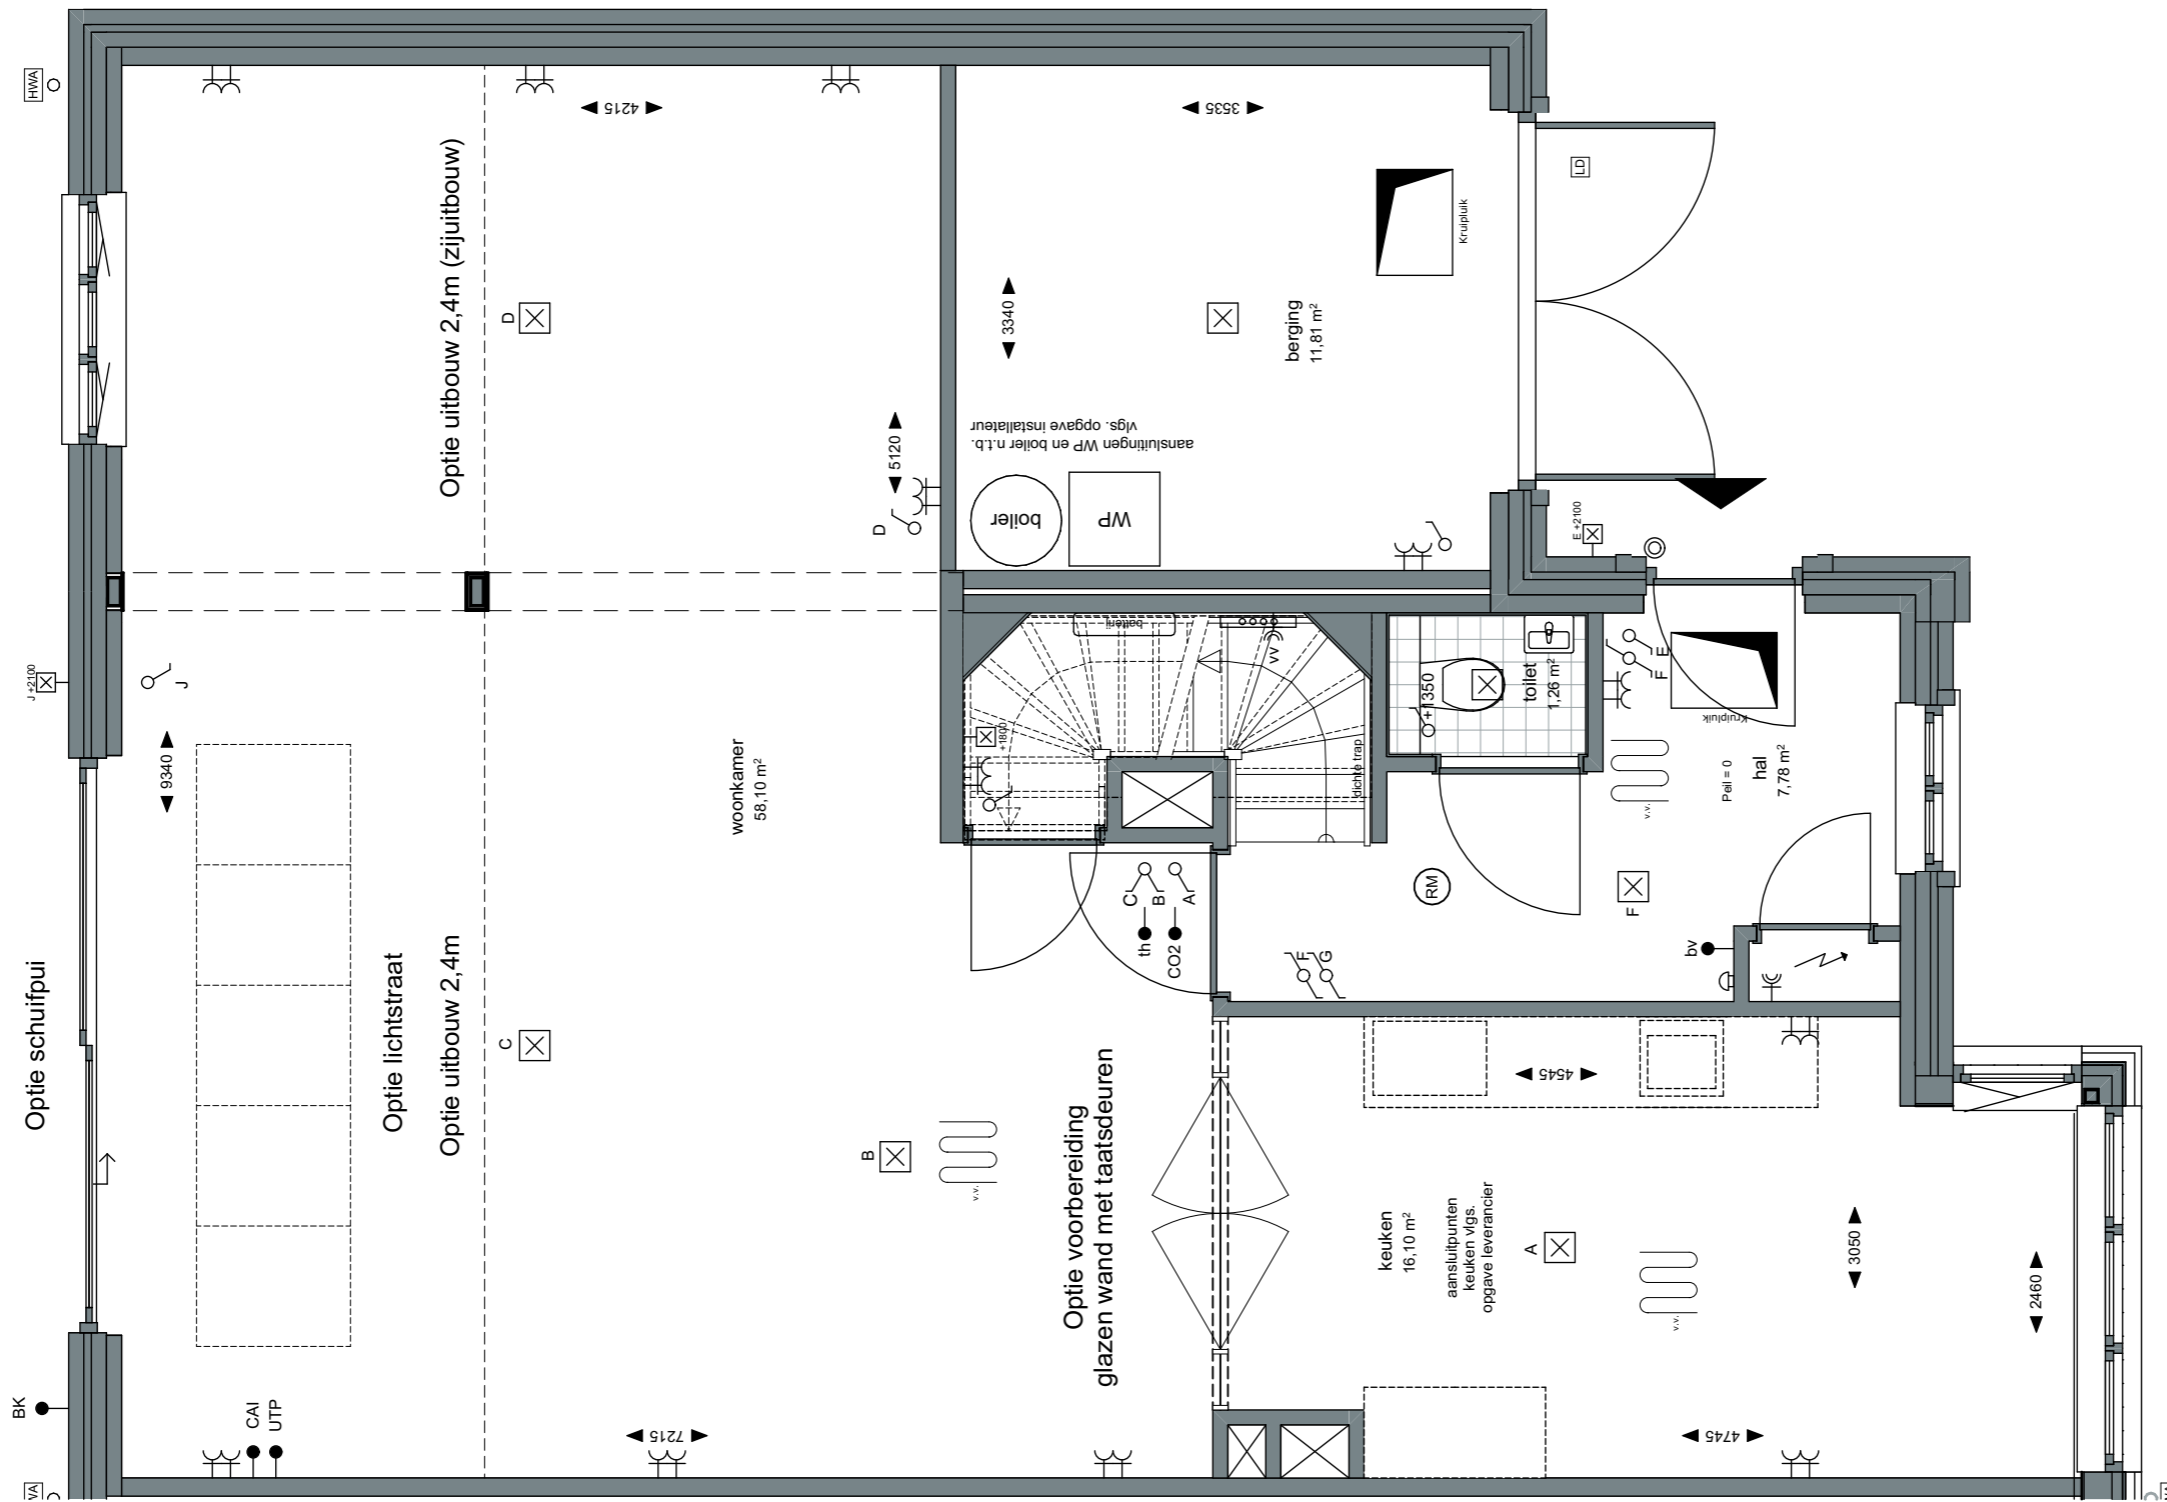 HWA
4215
3535
LD
Kruipluik
Optie uitbouw 2,4m (zijuitbouw)
D
3340
berging
11,81 m²
aansluitingen WP en boiler n.t.b.
vlgs. opgave installateur
5120
D
boiler
WP
E +2100
J +2100
J
batterij
vv
+1350
toilet
1,26 m²
E
F
Kruipluik
+1800
9340
woonkamer
58,10 m²
dichte trap
v.v.
Peil = 0
hal
7,78 m²
RM
F
C
B
A
th
CO2
bv
F
G
Optie schuifpui
Optie lichtstraat
Optie uitbouw 2,4m
C
B
v.v.
Optie voorbereiding
glazen wand met taatsdeuren
4545
keuken
16,10 m²
aansluitpunten
keuken vlgs.
opgave leverancier
A
v.v.
3050
2460
BK
CAI
UTP
7215
4745